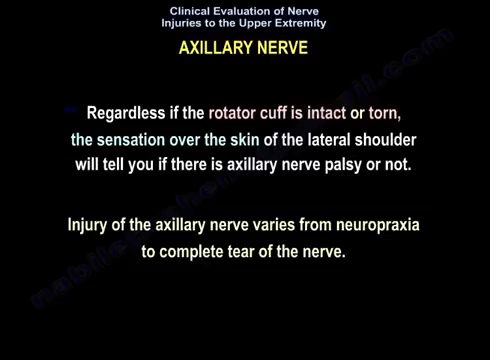 Clinical Evaluation of Nerve
Injuries to the Upper Extremity
AXILLARY NERVE
Regardless if the rotator cuff is intact or torn,
the sensation over the skin of the lateral shoulder
will tell you if there is axillary nerve palsy or not.
Injury of the axillary nerve varies from neuropraxia
to complete tear of the nerve.